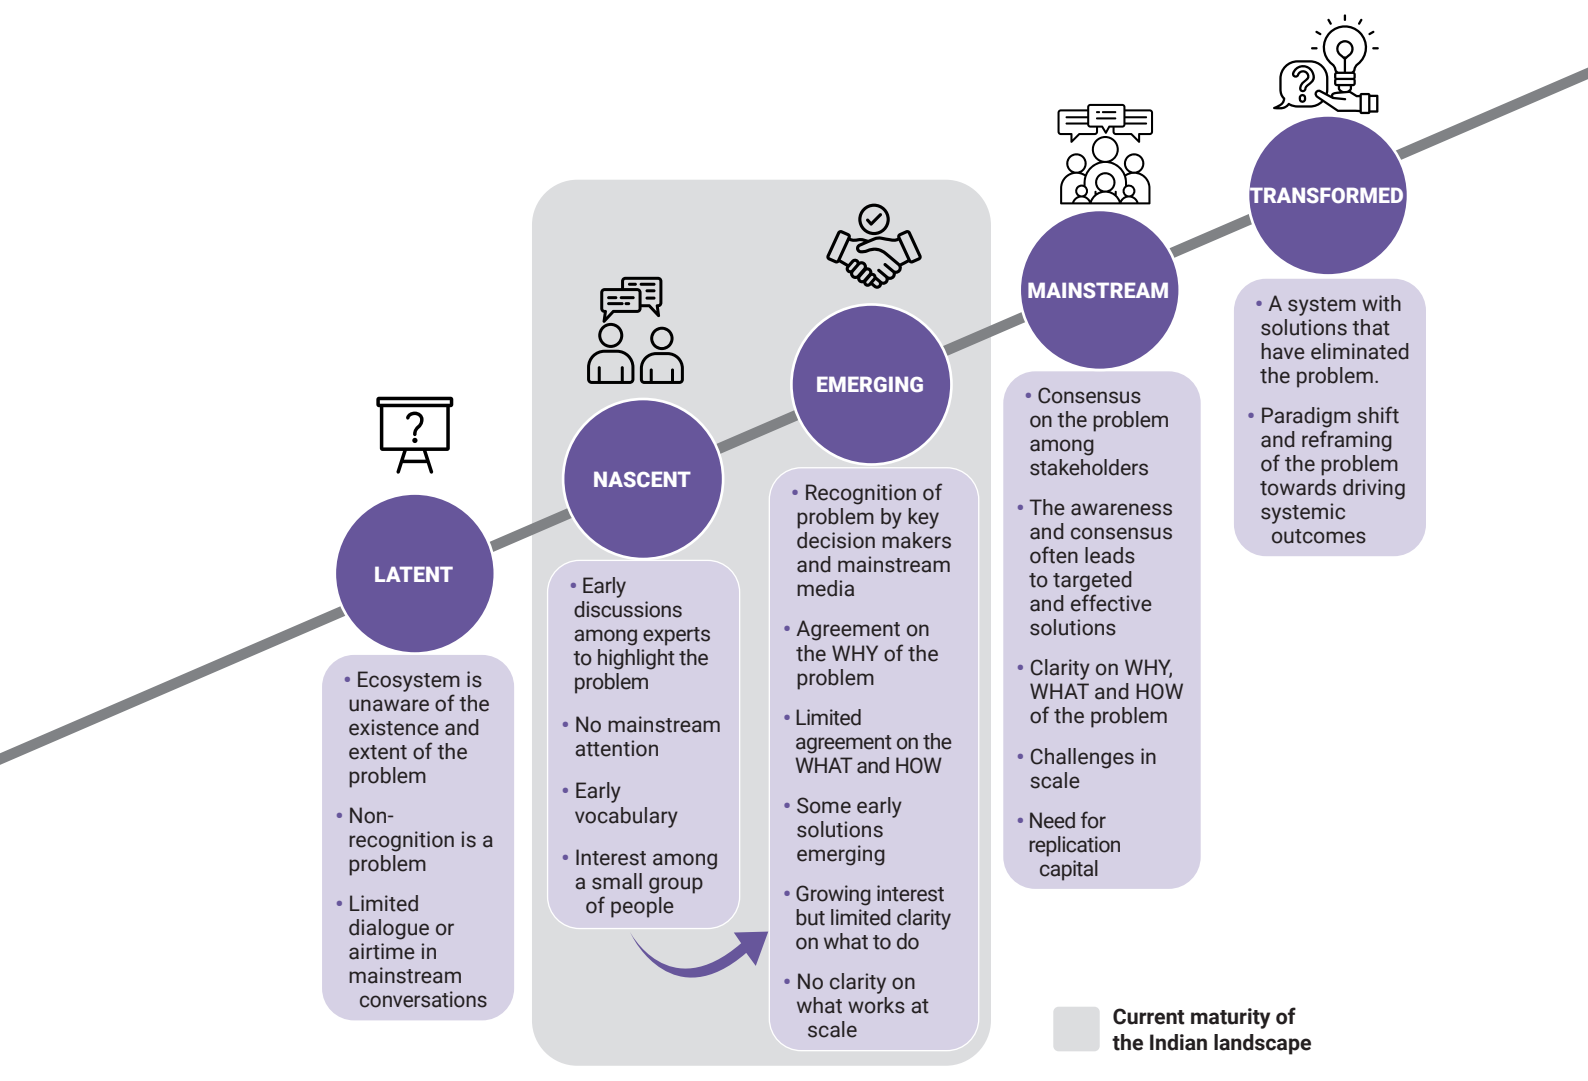 LATENT
• Ecosystem is
unaware of the
existence and
extent of the
problem
• Non-
recognition is a
problem
• Limited
dialogue or
airtime in
mainstream
conversations
NASCENT
• Early
discussions
among experts
to highlight the
problem
• No mainstream
attention
• Early
vocabulary
• Interest among
a small group
of people
EMERGING
• Recognition of
problem by key
decision makers
and mainstream
media
• Agreement on
the WHY of the
problem
• Limited
agreement on the
WHAT and HOW
• Some early
solutions
emerging
• Growing interest
but limited clarity
on what to do
• No clarity on
what works at
scale
MAINSTREAM
• Consensus
on the problem
among
stakeholders
• The awareness
and consensus
often leads
to targeted
and effective
solutions
• Clarity on WHY,
WHAT and HOW
of the problem
• Challenges in
scale
• Need for
replication
capital
TRANSFORMED
• A system with
solutions that
have eliminated
the problem.
• Paradigm shift
and reframing
of the problem
towards driving
systemic
outcomes
Current maturity of
the Indian landscape
?
?